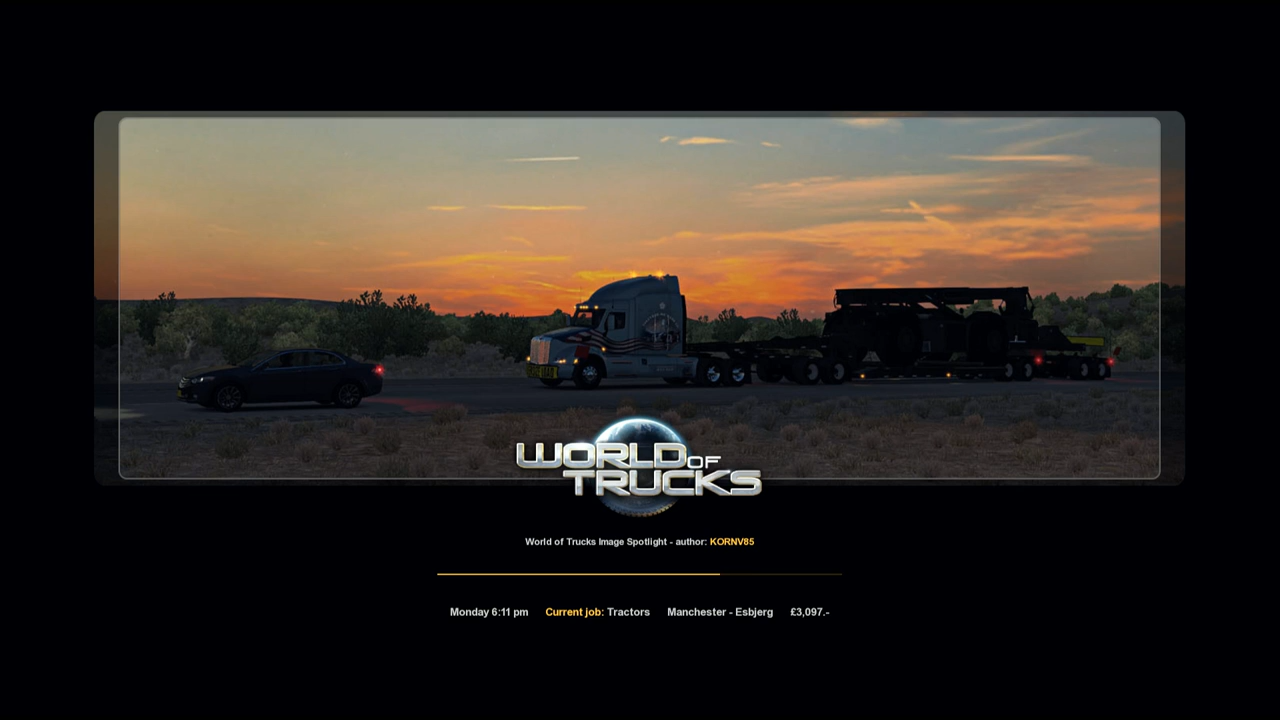 WORLD OF
TRUCKS
World of Trucks Image Spotlight - author: KORNV85
Monday 6:11 pm Current job: Tractors Manchester - Esbjerg £3,097.-